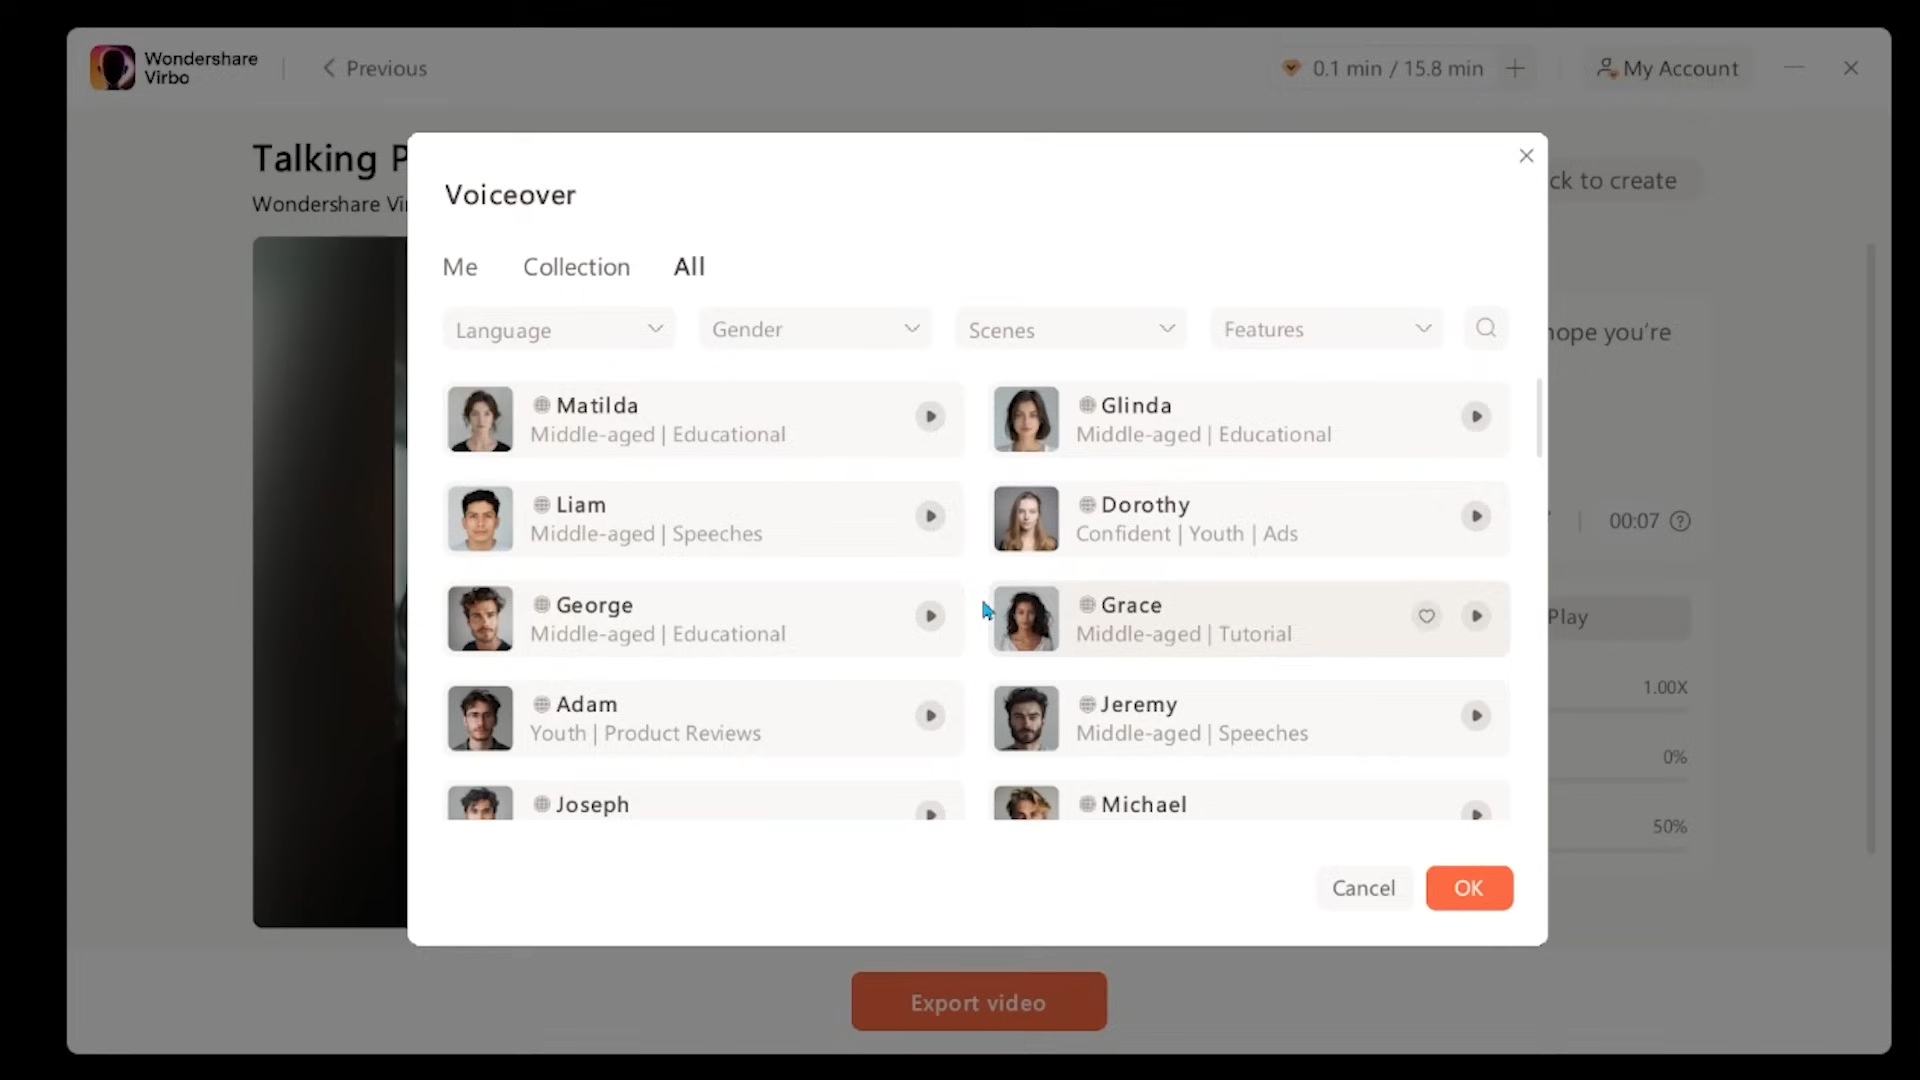 Wondershare
Virbo
Previous
0.1 min / 15.8 min
My Account
Talking P
Wondershare Vi
ck to create
Voiceover
Me
Collection
All
Language
Gender
Scenes
Features
hope you're
Matilda
Middle-aged | Educational
Glinda
Middle-aged | Educational
Liam
Middle-aged | Speeches
Dorothy
Confident | Youth | Ads
00:07
George
Middle-aged | Educational
Grace
Middle-aged | Tutorial
Play
Adam
Youth | Product Reviews
Jeremy
Middle-aged | Speeches
1.00X
0%
Joseph
Michael
50%
Cancel
OK
Export video